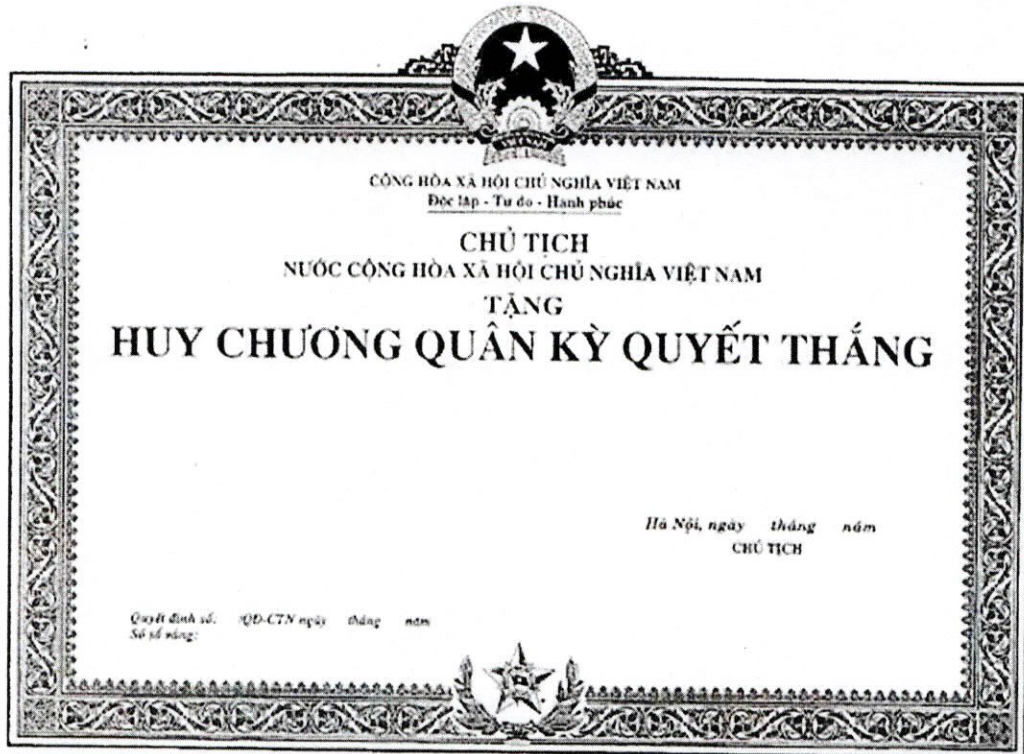 VIỆT NAM
CỘNG HÒA XÃ HỘI CHỦ NGHĨA VIỆT NAM
Độc lập - Tự do - Hạnh phúc
CHỦ TỊCH
NƯỚC CỘNG HÒA XÃ HỘI CHỦ NGHĨA VIỆT NAM
TẶNG
HUY CHƯƠNG QUÂN KỲ QUYẾT THẮNG
Hà Nội, ngày tháng năm
CHỦ TỊCH
Quyết định số: /QĐ-CTN ngày tháng năm
Số sổ vàng: